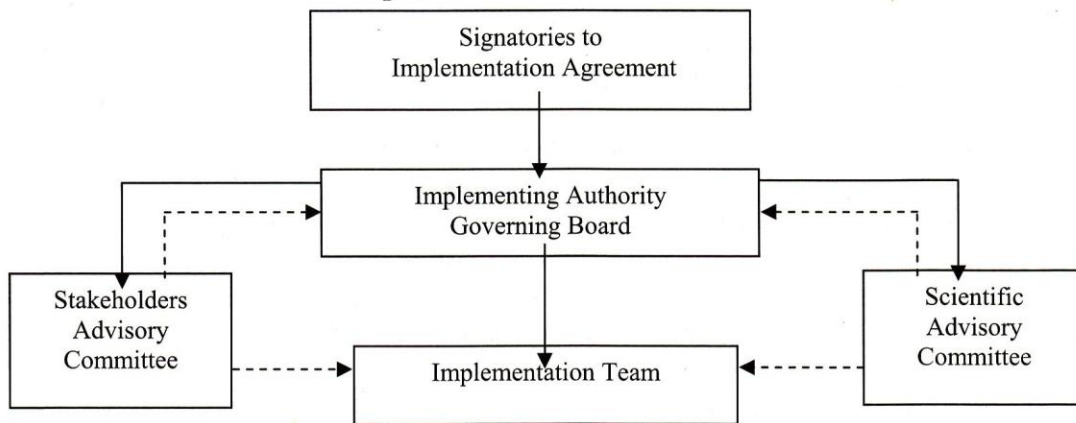 Signatories to
Implementation Agreement
Implementing Authority
Governing Board
Stakeholders
Advisory
Committee
Scientific
Advisory
Committee
Implementation Team